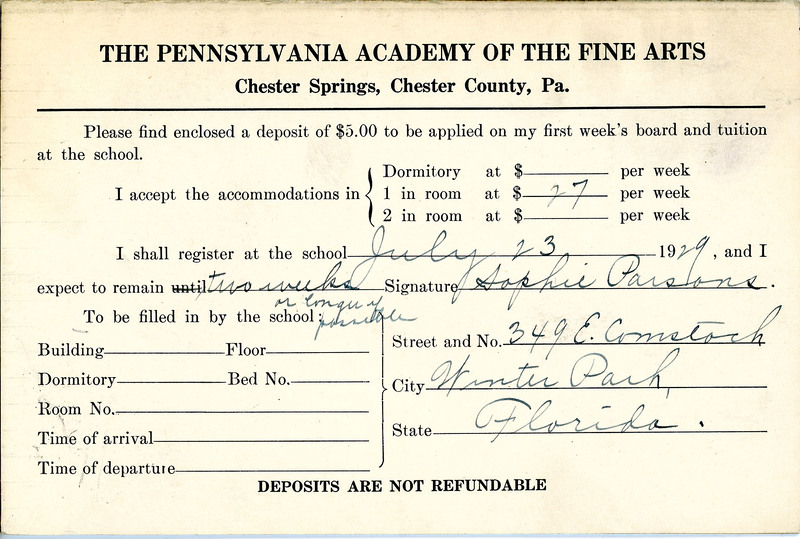 THE PENNSYLVANIA ACADEMY OF THE FINE ARTS
Chester Springs, Chester County, Pa.
Please find enclosed a deposit of $5.00 to be applied on my first week's board and tuition
at the school.
Dormitory at $ per week
I accept the accommodations in 1 in room at $ 27 per week
2 in room at $ per week
I shall register at the school July 23 1929, and I
expect to remain until two weeks Signature Sophie Parsons.
or longer if
possible
To be filled in by the school:
Street and No. 349 E. Comstock
Building Floor
City Winter Park,
Dormitory Bed No.
Room No.
State Florida.
Time of arrival
Time of departure
DEPOSITS ARE NOT REFUNDABLE